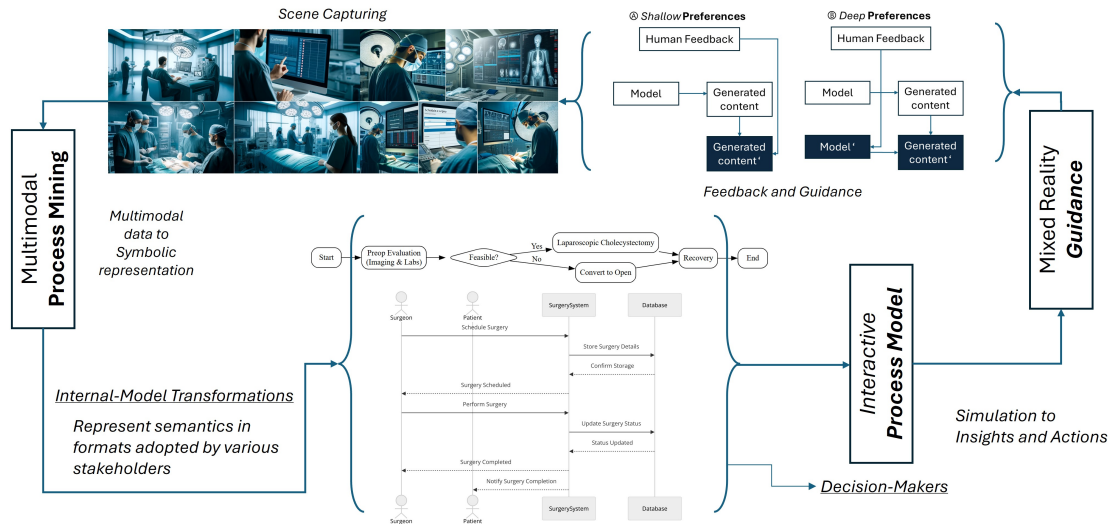 Scene Capturing
Ⓐ Shallow Preferences
Human Feedback
Model
Generated
content
Generated
content‘
Ⓑ Deep Preferences
Human Feedback
Model
Generated
content
Model‘
Generated
content‘
Feedback and Guidance
Multimodal
Process Mining
Multimodal
data to
Symbolic
representation
Start
Preop Evaluation
(Imaging & Labs)
Feasible?
Yes
No
Laparoscopic Cholecystectomy
Convert to Open
Recovery
End
Surgeon
Patient
SurgerySystem
Database
Schedule Surgery
Store Surgery Details
Confirm Storage
Surgery Scheduled
Perform Surgery
Update Surgery Status
Status Updated
Surgery Completed
Notify Surgery Completion
Surgeon
Patient
SurgerySystem
Database
Internal-Model Transformations
Represent semantics in
formats adopted by various
stakeholders
Interactive
Process Model
Mixed Reality
Guidance
Simulation to
Insights and Actions
Decision-Makers